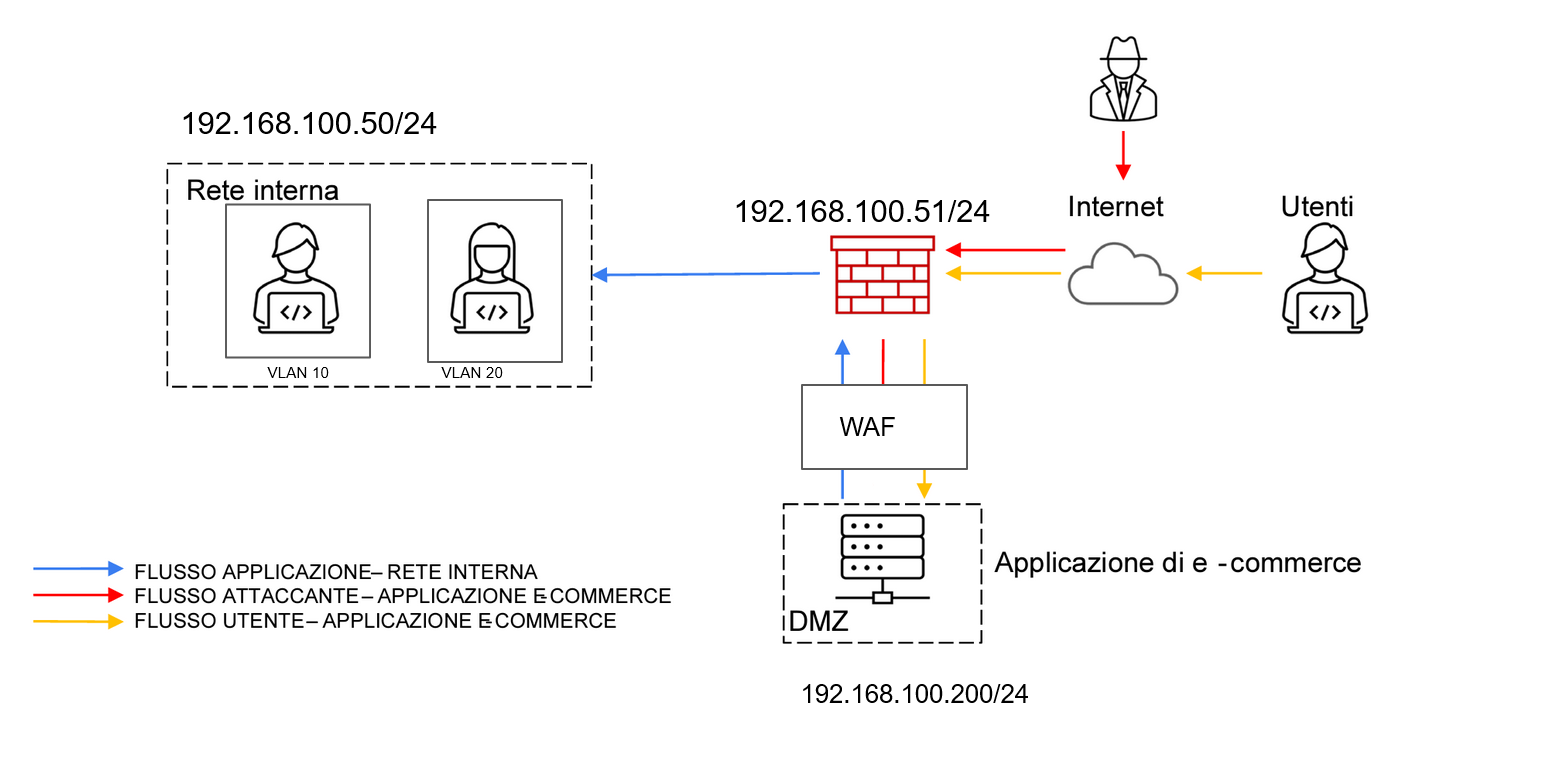 192.168.100.50/24
Rete interna
VLAN 10
VLAN 20
192.168.100.51/24
Internet
Utenti
WAF
Applicazione di e -commerce
DMZ
192.168.100.200/24
FLUSSO APPLICAZIONE– RETE INTERNA
FLUSSO ATTACCANTE– APPLICAZIONE E-COMMERCE
FLUSSO UTENTE– APPLICAZIONE E-COMMERCE